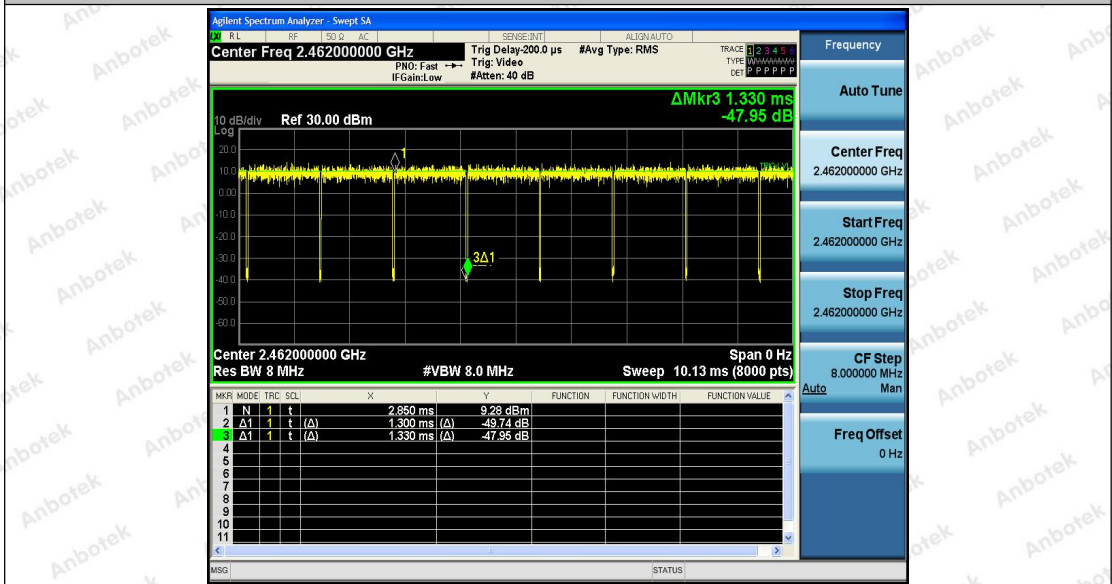 Agilent Spectrum Analyzer - Swept SA
RL RF 50 Ω AC SENSE:INT ALIGNAUTO
Center Freq 2.462000000 GHz
PNO: Fast
IFGain:Low
Trig Delay-200.0 µs
Trig: Video
#Atten: 40 dB
#Avg Type: RMS
TRACE 1 2 3 4 5 6
TYPE
DET P P P P P P
ΔMkr3 1.330 ms
-47.95 dB
10 dB/div Ref 30.00 dBm
Log
20.0
10.0
0.00
-10.0
-20.0
-30.0
-40.0
-50.0
-60.0
1
3Δ1
Center 2.462000000 GHz
Span 0 Hz
Res BW 8 MHz
#VBW 8.0 MHz
Sweep 10.13 ms (8000 pts)
MKR MODE TRC SCL X Y FUNCTION FUNCTION WIDTH FUNCTION VALUE
1 N 1 t 2.850 ms 9.28 dBm
2 Δ1 1 t (Δ) 1.300 ms (Δ) -49.74 dB
3 Δ1 1 t (Δ) 1.330 ms (Δ) -47.95 dB
4
5
6
7
8
9
10
11
MSG
STATUS
Frequency
Auto Tune
Center Freq
2.462000000 GHz
Start Freq
2.462000000 GHz
Stop Freq
2.462000000 GHz
CF Step
8.000000 MHz
Auto Man
Freq Offset
0 Hz
Anbotek